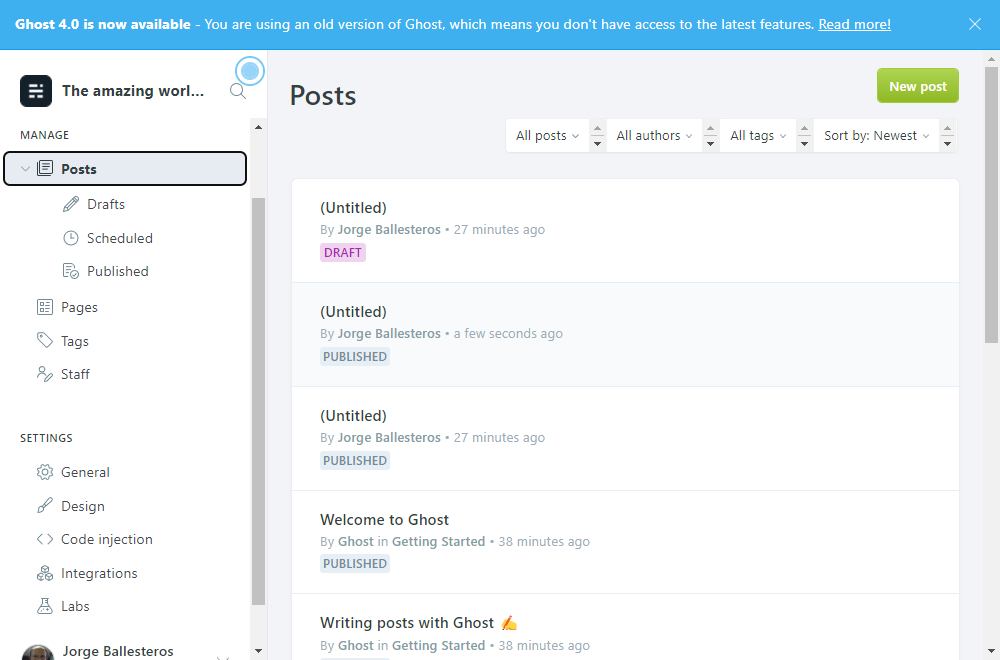 Ghost 4.0 is now available - You are using an old version of Ghost, which means you don't have access to the latest features. Read more!
The amazing worl...
MANAGE
Posts
Drafts
Scheduled
Published
Pages
Tags
Staff
SETTINGS
General
Design
Code injection
Integrations
Labs
Jorge Ballesteros
Posts
New post
All posts
All authors
All tags
Sort by: Newest
(Untitled)
By Jorge Ballesteros • 27 minutes ago
DRAFT
(Untitled)
By Jorge Ballesteros • a few seconds ago
PUBLISHED
(Untitled)
By Jorge Ballesteros • 27 minutes ago
PUBLISHED
Welcome to Ghost
By Ghost in Getting Started • 38 minutes ago
PUBLISHED
Writing posts with Ghost ✍️
By Ghost in Getting Started • 38 minutes ago